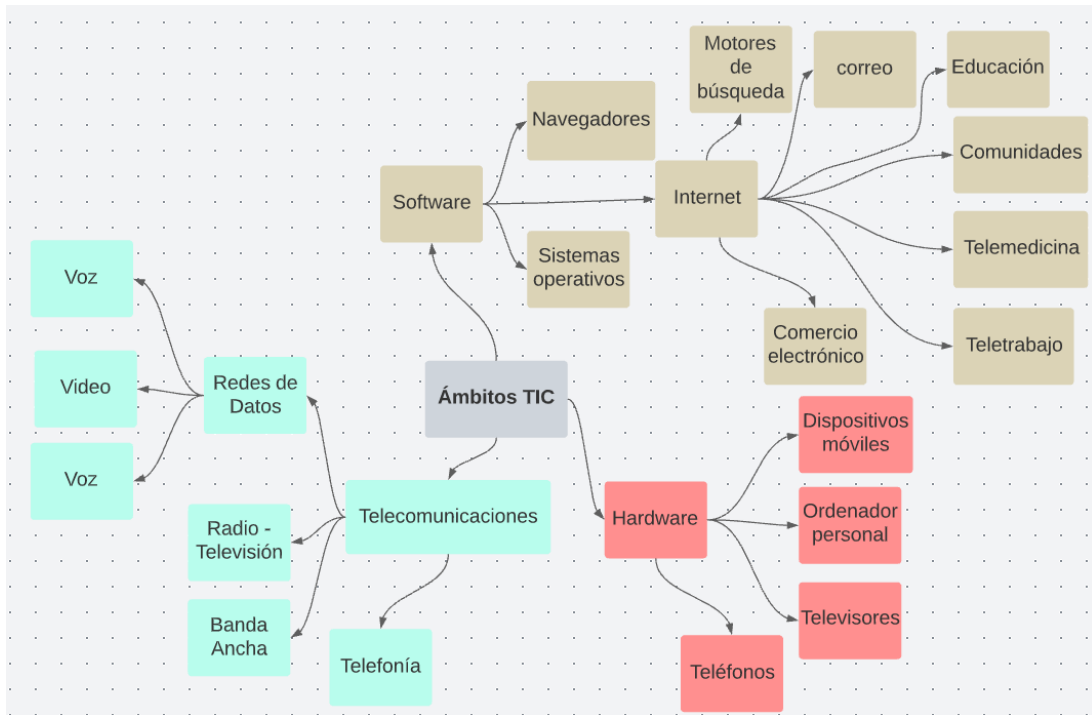 Motores
de
búsqueda
correo
Educación
Navegadores
Comunidades
Software
Internet
Sistemas
operativos
Telemedicina
Voz
Comercio
electrónico
Teletrabajo
Video
Redes de
Datos
Ámbitos TIC
Dispositivos
móviles
Voz
Telecomunicaciones
Hardware
Ordenador
personal
Radio -
Televisión
Banda
Ancha
Televisores
Telefonía
Teléfonos